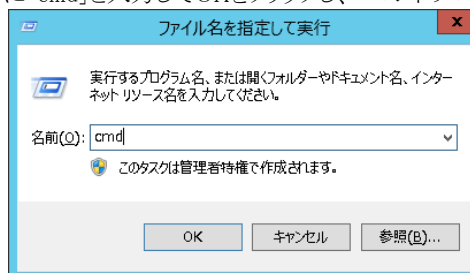 ファイル名を指定して実行
x
実行するプログラム名、または開くフォルダーやドキュメント名、インター
ネット リソース名を入力してください。
名前(O): cmd
このタスクは管理者特権で作成されます。
OK キャンセル 参照(B)...